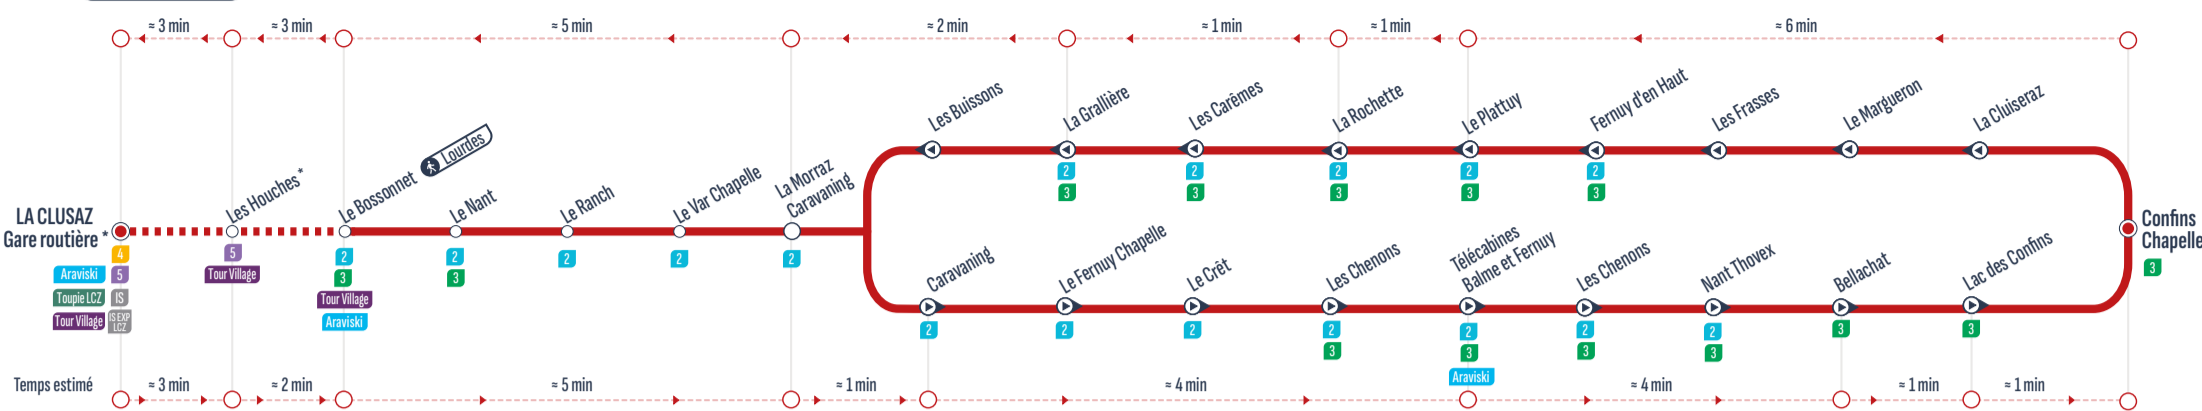 ≈ 3 min
≈ 3 min
≈ 5 min
≈ 2 min
≈ 1 min
≈ 1 min
≈ 6 min
Les Buissons
La Grallière
Les Carêmes
La Rochette
Le Plattuy
Fernuy d'en Haut
Les Frasses
Le Margueron
La Cluiseraz
2
3
2
3
2
3
2
3
2
3
LA CLUSAZ
Gare routière *
4
Araviski
5
Toupie LCZ
IS
Tour Village
IS EXP
LCZ
Les Houches*
5
Tour Village
Le Bossonnet
Lourdes
2
3
Tour Village
Araviski
Le Nant
2
3
Le Ranch
2
Le Var Chapelle
2
La Morraz
Caravaning
2
Confins
Chapelle
3
Caravaning
2
Le Fernuy Chapelle
2
Le Crêt
2
Les Chenons
2
3
Télécabines
Balme et Fernuy
2
3
Araviski
Les Chenons
2
3
Nant Thovex
2
3
Bellachat
3
Lac des Confins
3
Temps estimé
≈ 3 min
≈ 2 min
≈ 5 min
≈ 1 min
≈ 4 min
≈ 4 min
≈ 1 min
≈ 1 min